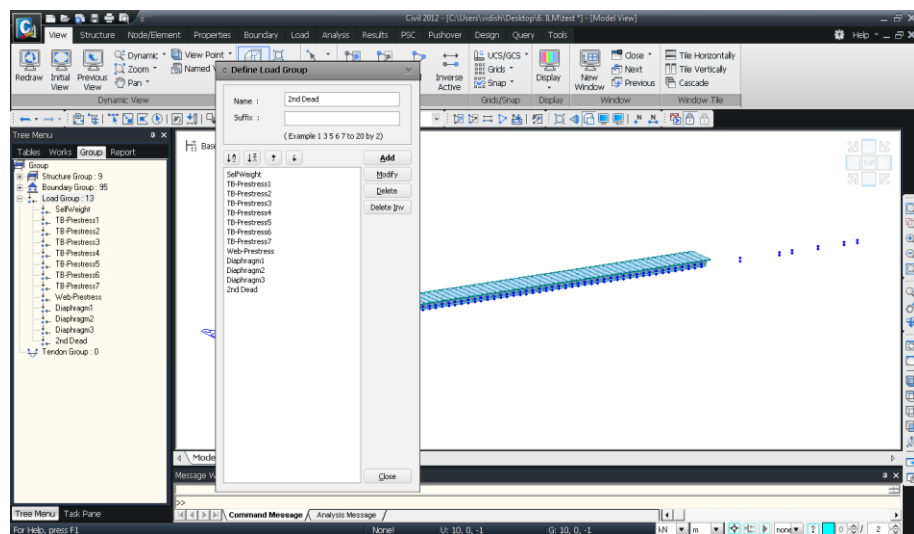 Civil 2012 - [C:\Users\vidish\Desktop\6. ILM\test *] - [Model View]
View Structure Node/Element Properties Boundary Load Analysis Results PSC Pushover Design Query Tools Help
Redraw
Initial View
Previous View
Dynamic
Zoom
Pan
Dynamic View
View Point
Named
Inverse Active
UCS/GCS
Grids
Snap
Grids/Snap
Display
Display
New Window
Close
Next
Previous
Window
Tile Horizontally
Tile Vertically
Cascade
Window Tile
Tree Menu
Tables Works Group Report
Group
Structure Group : 9
Boundary Group : 95
Load Group : 13
SelfWeight
TB-Prestress1
TB-Prestress2
TB-Prestress3
TB-Prestress4
TB-Prestress5
TB-Prestress6
TB-Prestress7
Web-Prestress
Diaphragm1
Diaphragm2
Diaphragm3
2nd Dead
Tendon Group : 0
Tree Menu Task Pane
Define Load Group
Name : 2nd Dead
Suffix :
(Example 1 3 5 6 7 to 20 by 2)
Add
Modify
Delete
Delete Inv
SelfWeight
TB-Prestress1
TB-Prestress2
TB-Prestress3
TB-Prestress4
TB-Prestress5
TB-Prestress6
TB-Prestress7
Web-Prestress
Diaphragm1
Diaphragm2
Diaphragm3
2nd Dead
Close
TOP
>>
Command Message Analysis Message
For Help, press F1
None!
U: 10, 0, -1
G: 10, 0, -1
kN
m
none
0
2